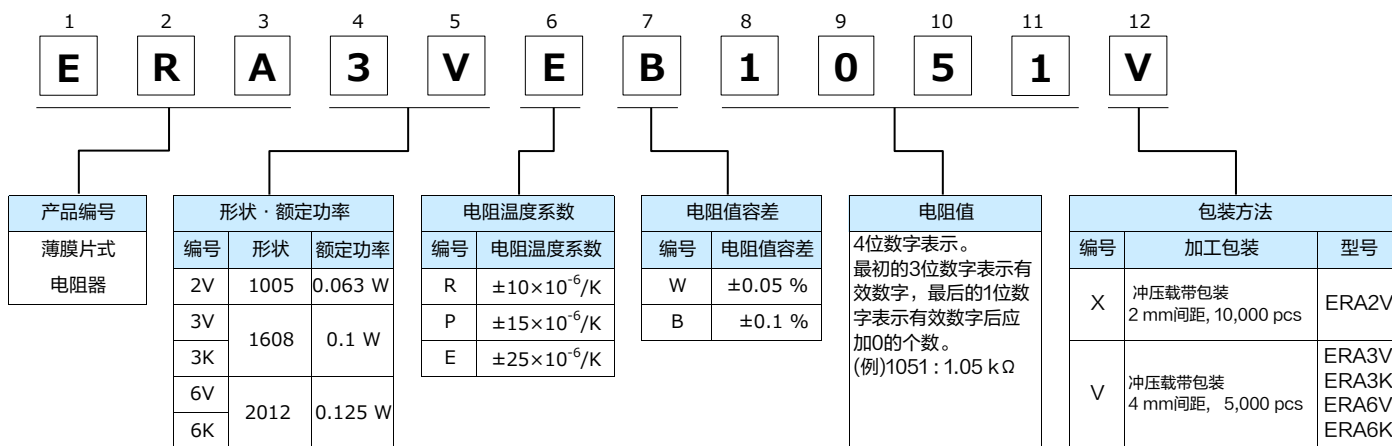 1 2 3 4 5 6 7 8 9 10 11 12
E R A 3 V E B 1 0 5 1 V
产品编号
薄膜片式
电阻器
形状・额定功率
编号 形状 额定功率
2V 1005 0.063 W
3V 1608 0.1 W
3K
6V 2012 0.125 W
6K
电阻温度系数
编号 电阻温度系数
R ±10×10⁻⁶/K
P ±15×10⁻⁶/K
E ±25×10⁻⁶/K
电阻值容差
编号 电阻值容差
W ±0.05 %
B ±0.1 %
电阻值
4位数字表示。
最初的3位数字表示有
效数字，最后的1位数
字表示有效数字后应
加0的个数。
(例)1051 : 1.05 kΩ
包装方法
编号 加工包装 型号
X 冲压载带包装
2 mm间距, 10,000 pcs ERA2V
V 冲压载带包装
4 mm间距, 5,000 pcs
ERA3V
ERA3K
ERA6V
ERA6K